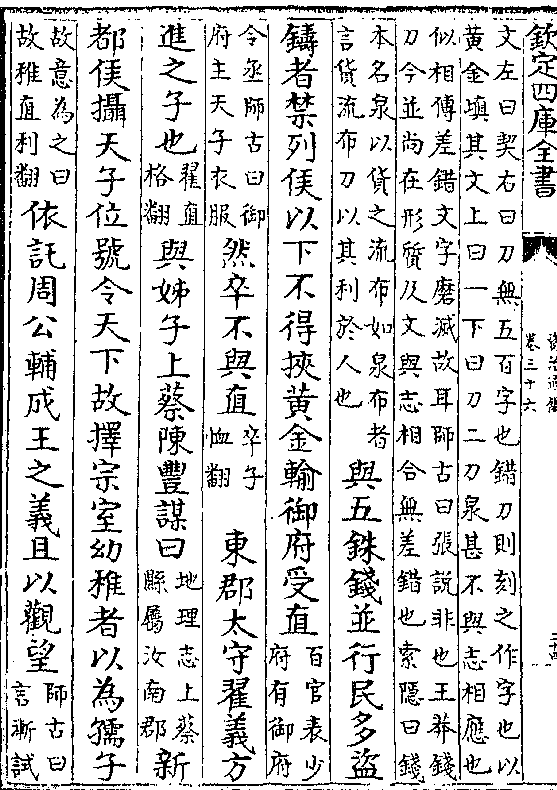 欽定四庫全書
資治通鑑
卷三十六
文左曰契右曰刀無五百字也錯刀則刻之作字也以
黃金塡其文上曰一下曰刀二刀泉甚不與志相應也
似相傳差錯文字磨滅故耳師古曰張說非也王莽錢
刀今並尚在形質及文與志相合無差錯也索隱曰錢
本名泉以貨之流布如泉布者
言貨流布刀以其利於人也
與五銖錢並行民多盜
鑄者禁列侯以下不得挾黃金輸御府受直
百官表少
府有御府
令丞師古曰御
府主天子衣服
然卒不與直
卒子
恤翻
東郡太守翟義方
進之子也
翟直
格翻
與姊子上蔡陳豐謀曰
地理志上蔡
縣屬汝南郡
新
都侯攝天子位號令天下故擇宗室幼稚者以為孺子
故意為之曰
故稚直利翻
依託周公輔成王之義且以觀望
師古曰
言漸試